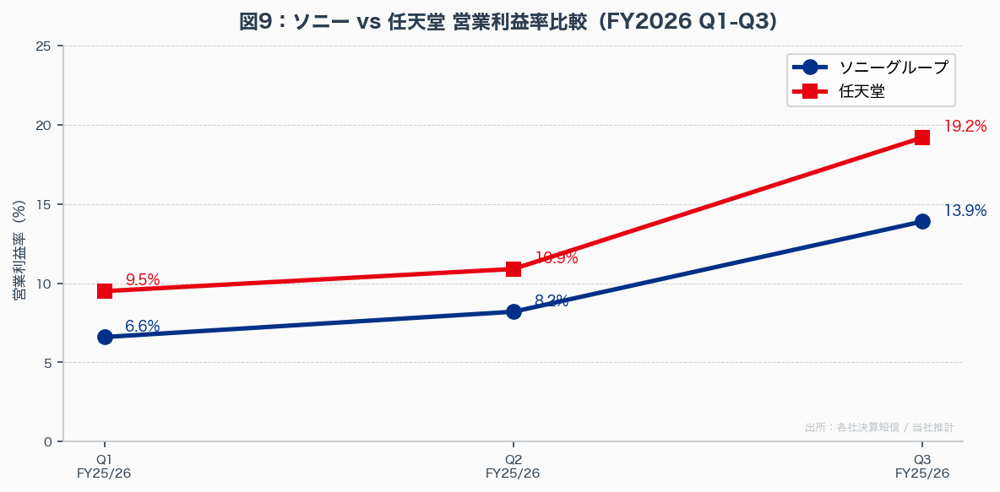 図9：ソニー vs 任天堂 営業利益率比較（FY2026 Q1-Q3）
ソニーグループ
任天堂
営業利益率（%）
25
20
15
10
5
0
9.5%
10.9%
19.2%
6.6%
8.2%
13.9%
出所：各社決算短信 / 当社推計
Q1
FY25/26
Q2
FY25/26
Q3
FY25/26